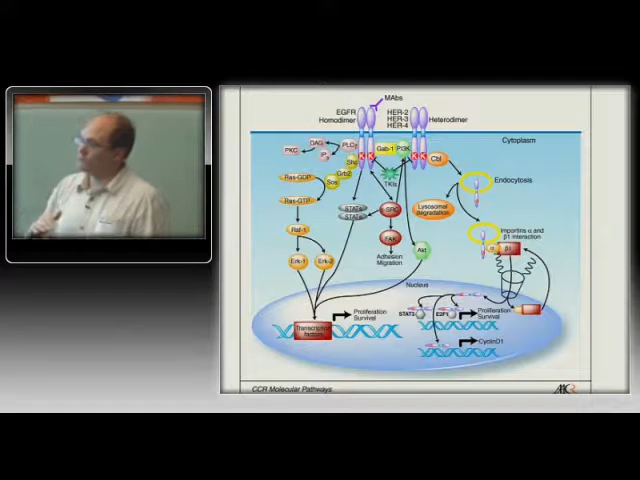 MAbs
EGFR
Homodimer
HER-2
HER-3
HER-4
Heterodimer
Cytoplasm
PKC
DAG
PLCγ
IP
Shc
Gab-1
PI3K
K K
K K
Cbl
Grb2
Sos
Ras-GDP
TKIs
Endocytosis
Ras-GTP
STAT
STAT
c-SRC
Lysosomal
degradation
Raf-1
Importins α and
β1 interaction
FAK
Akt
α
β1
Erk-1
Erk-2
Adhesion
Migration
Nucleus
Proliferation
Survival
Transcription
factors
STAT3
E2F1
Proliferation
Survival
CyclinD1
CCR Molecular Pathways
AACR